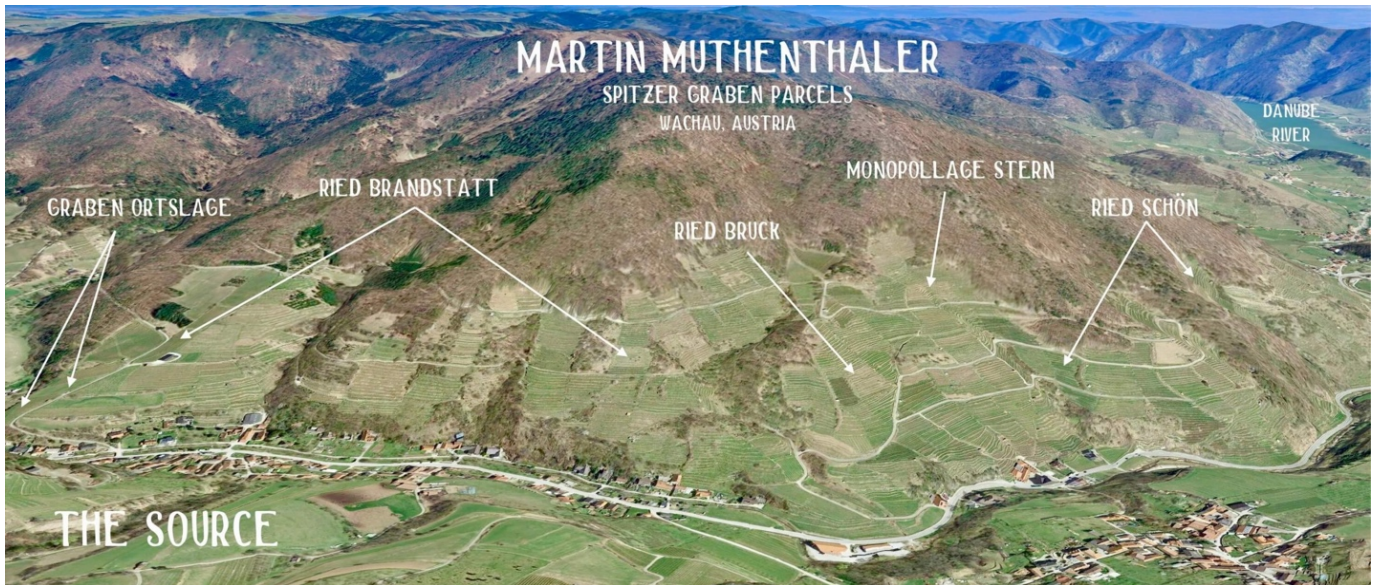 MARTIN MUTHENTHALER
SPITZER GRABEN PARCELS
WACHAU, AUSTRIA
DANUBE
RIVER
MONOPOLLAGE STERN
RIED BRANDSTATT
GRABEN ORTSLAGE
RIED SCHÖN
RIED BRUCK
THE SOURCE